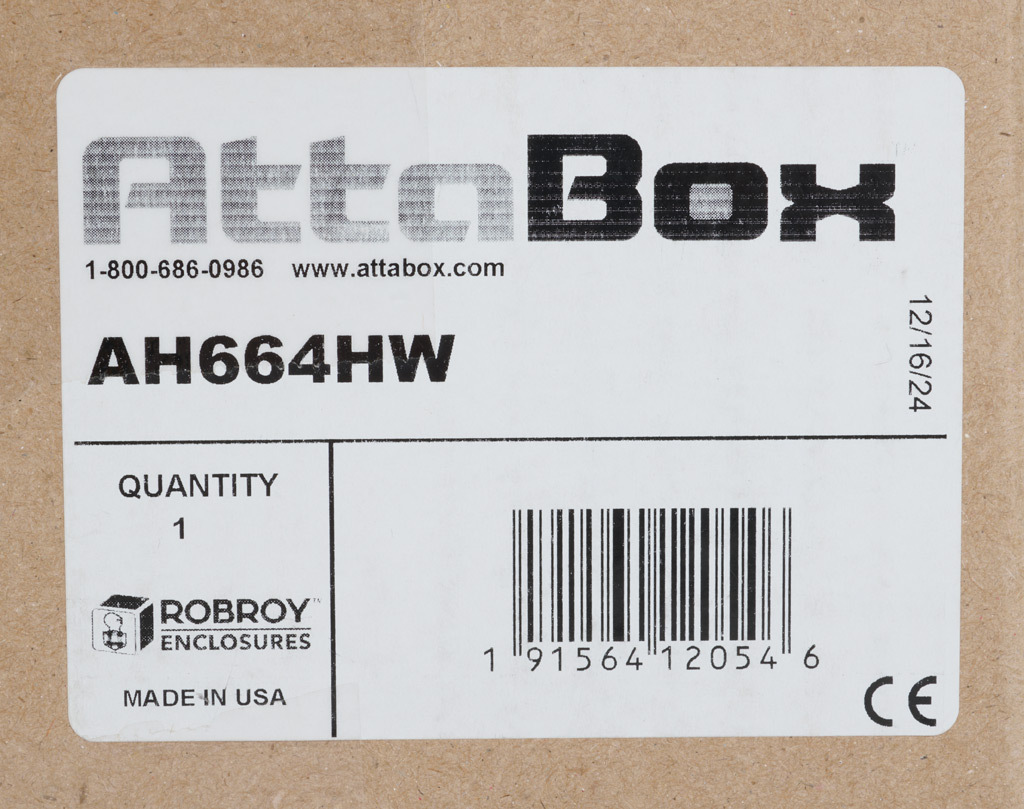 AttaBox
1-800-686-0986 www.attabox.com
AH664HW
12/16/24
QUANTITY
1
ROBROY™
ENCLOSURES
MADE IN USA
1 91564 12054 6
CE